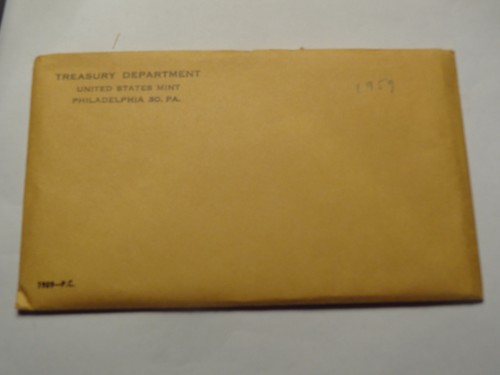 TREASURY DEPARTMENT
UNITED STATES MINT
PHILADELPHIA 30, PA.
1959
1959—P.C.